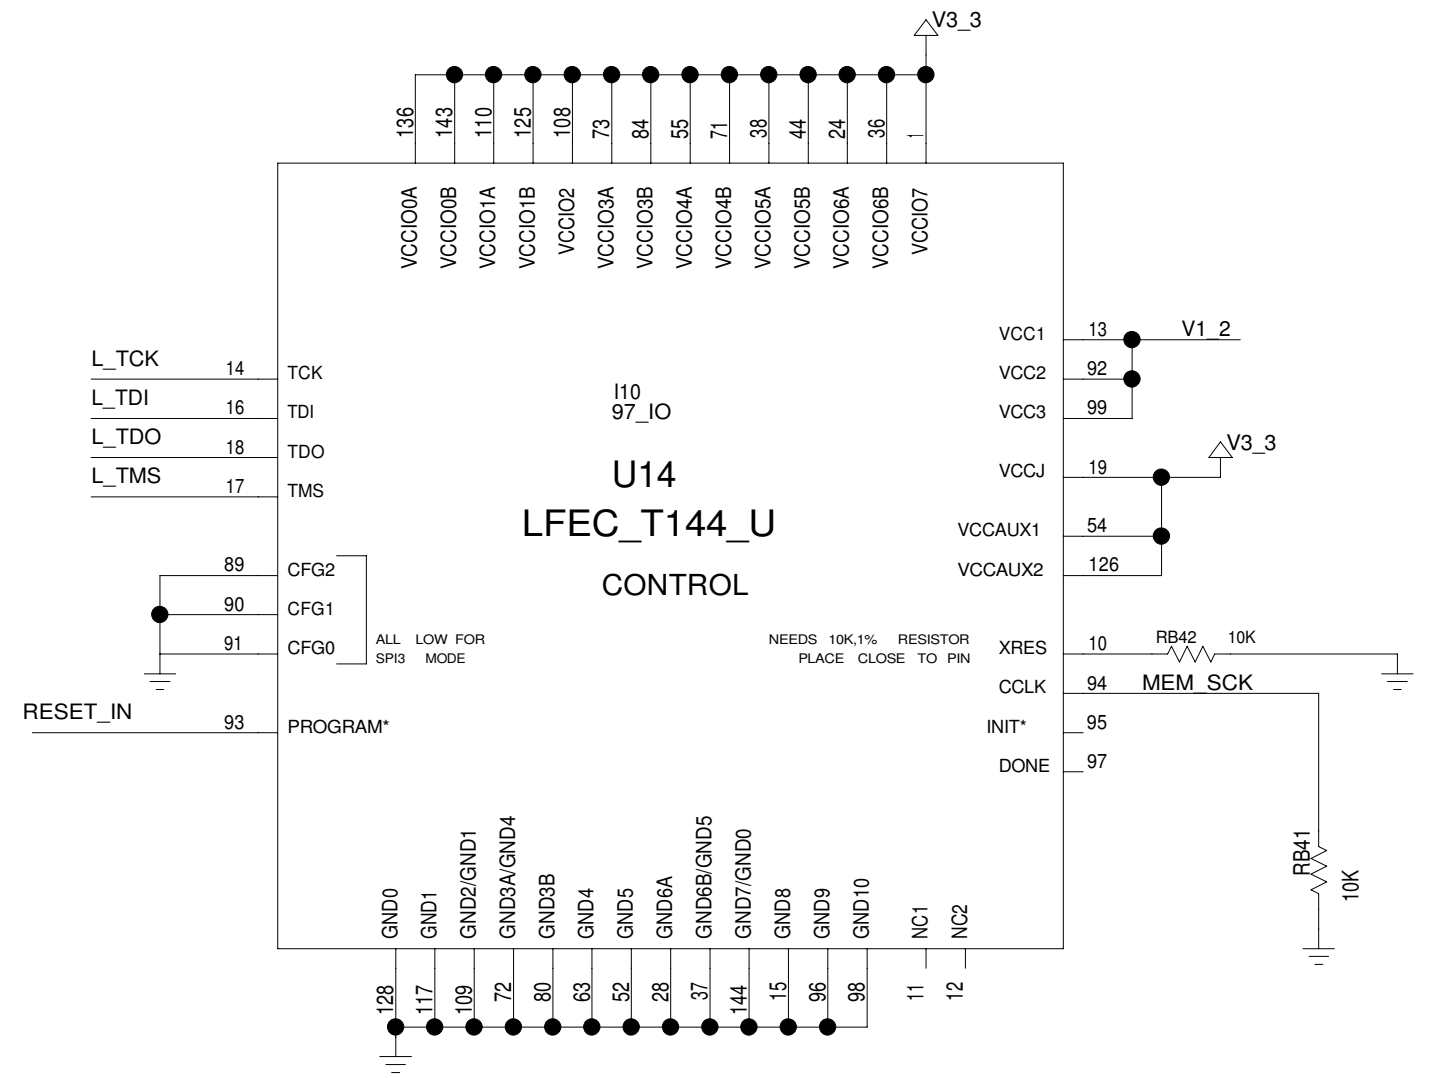 V3_3
136 143 110 125 108 73 84 55 71 38 44 24 36 1
VCCIO0A VCCIO0B VCCIO1A VCCIO1B VCCIO2 VCCIO3A VCCIO3B VCCIO4A VCCIO4B VCCIO5A VCCIO5B VCCIO6A VCCIO6B VCCIO7
VCC1 13 V1_2
L_TCK 14 TCK
VCC2 92
L_TDI 16 TDI
I10
97_IO
VCC3 99
L_TDO 18 TDO
V3_3
L_TMS 17 TMS
U14
VCCJ 19
LFEC_T144_U
VCCAUX1 54
89 CFG2
CONTROL
VCCAUX2 126
90 CFG1
91 CFG0
ALL LOW FOR
SPI3 MODE
NEEDS 10K,1% RESISTOR
PLACE CLOSE TO PIN
XRES 10 RB42 10K
CCLK 94 MEM_SCK
RESET_IN 93 PROGRAM*
INIT* 95
DONE 97
RB41 10K
GND0 GND1 GND2/GND1 GND3A/GND4 GND3B GND4 GND5 GND6A GND6B/GND5 GND7/GND0 GND8 GND9 GND10 NC1 NC2
128 117 109 72 80 63 52 28 37 144 15 96 98 11 12